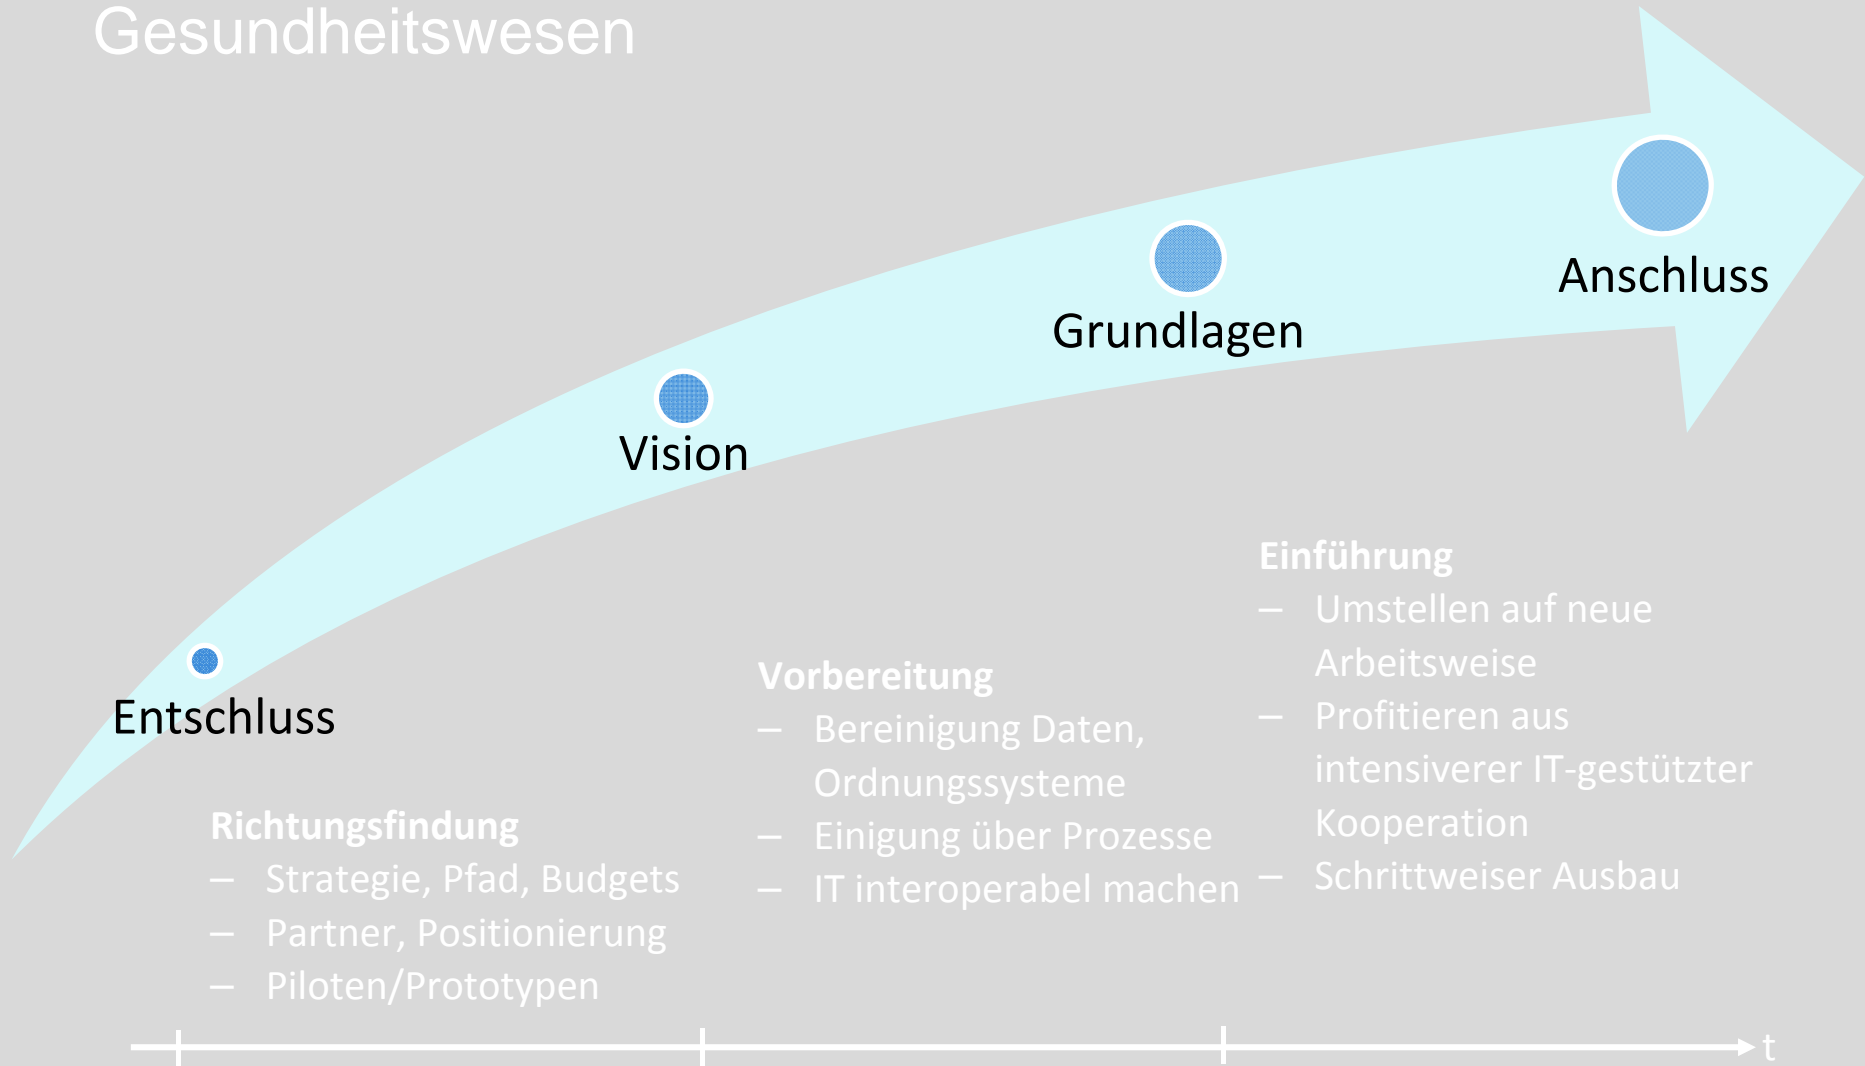 Gesundheitswesen
Anschluss
Grundlagen
Vision
Entschluss
Richtungsfindung
– Strategie, Pfad, Budgets
– Partner, Positionierung
– Piloten/Prototypen
Vorbereitung
– Bereinigung Daten,
Ordnungssysteme
– Einigung über Prozesse
– IT interoperabel machen
Einführung
– Umstellen auf neue
Arbeitsweise
– Profitieren aus
intensiverer IT-gestützter
Kooperation
– Schrittweiser Ausbau
t